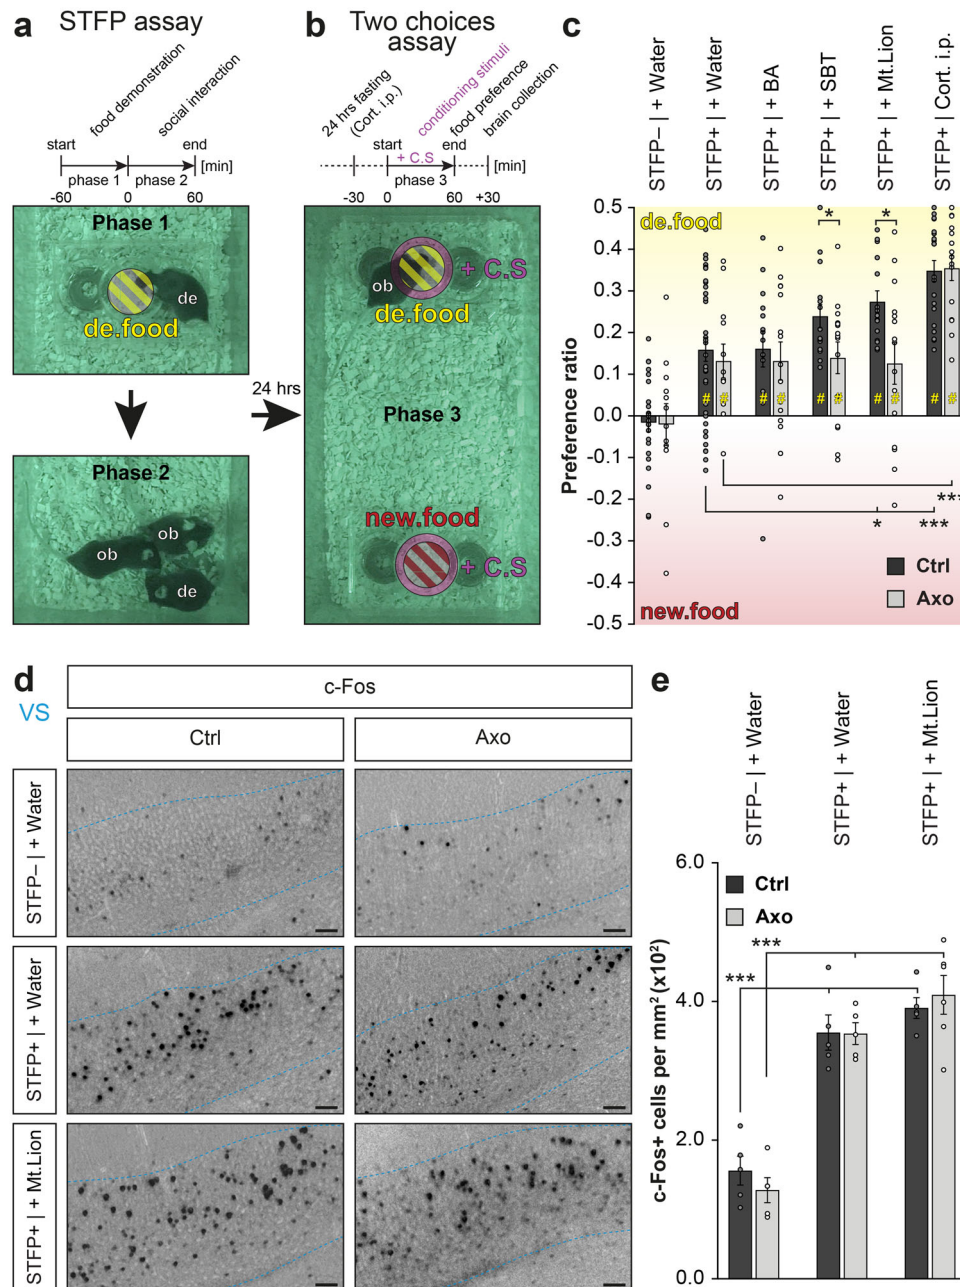 a STFP assay
food demonstration
social interaction
start
end
[min]
phase 1
phase 2
-60
0
60
Phase 1
de
de.food
24 hrs
Phase 2
ob
ob
de
b Two choices
assay
24 hrs fasting
(Cort. i.p.)
conditioning stimuli
food preference
brain collection
start
end
+ C.S
[min]
phase 3
-30
0
60
+30
ob
+ C.S
de.food
Phase 3
new.food
+ C.S
c
STFP– | + Water
STFP+ | + Water
STFP+ | + BA
STFP+ | + SBT
STFP+ | + Mt.Lion
STFP+ | Cort. i.p.
Preference ratio
0.5
0.4
0.3
0.2
0.1
0.0
-0.1
-0.2
-0.3
-0.4
-0.5
de.food
* *
# # # # # # # # # #
***
* ***
Ctrl
Axo
new.food
d
VS
c-Fos
Ctrl
Axo
STFP– | + Water
STFP+ | + Water
STFP+ | + Mt.Lion
e
STFP– | + Water
STFP+ | + Water
STFP+ | + Mt.Lion
c-Fos+ cells per mm² (x10²)
6.0
4.0
2.0
0.0
Ctrl
Axo
***
***